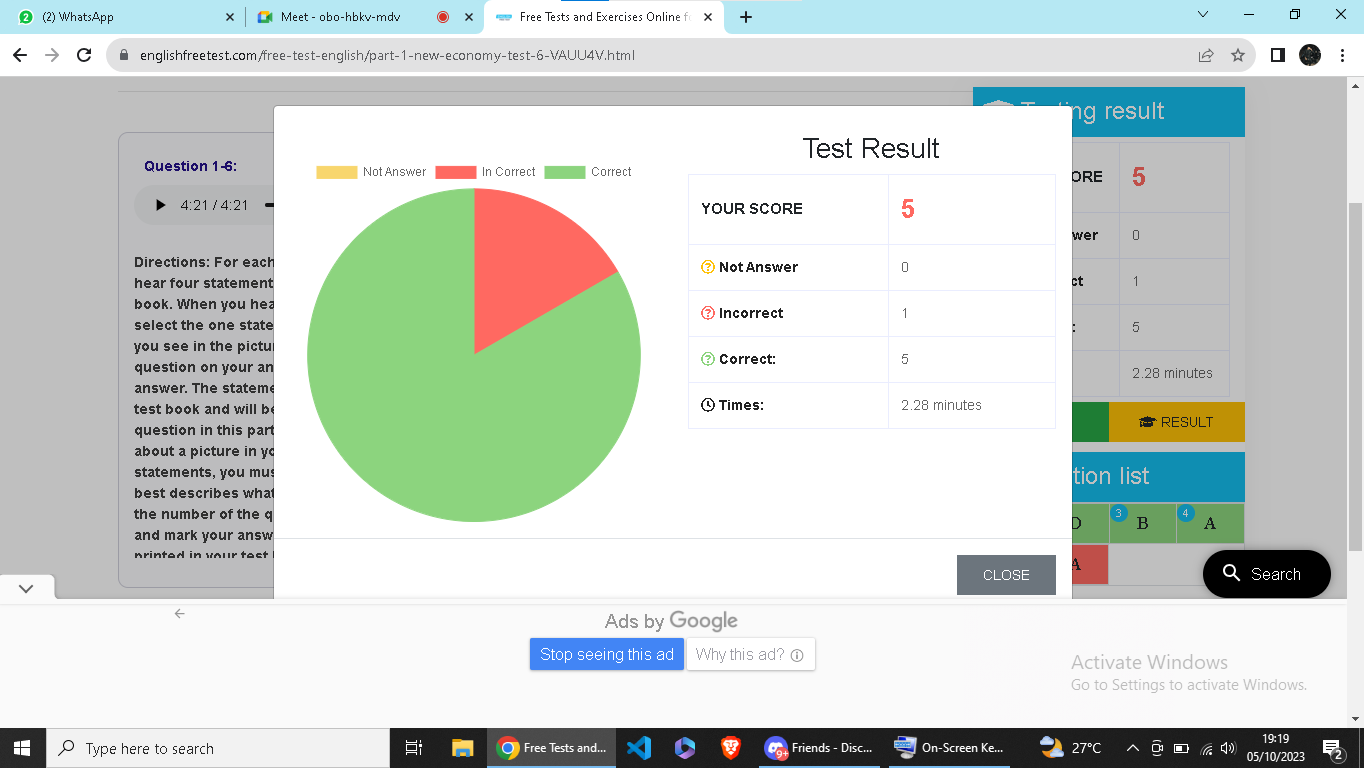 2
(2) WhatsApp
Meet - obo-hbkv-mdv
Free Tests and Exercises Online f
englishfreetest.com/free-test-english/part-1-new-economy-test-6-VAUU4V.html
ing result
Question 1-6:
4:21 / 4:21
Directions: For each
hear four statement
book. When you hea
select the one state
you see in the pictur
question on your an
answer. The stateme
test book and will be
question in this part
about a picture in yo
statements, you mus
best describes what
the number of the q
and mark your answ
printed in your test
Not Answer
In Correct
Correct
Test Result
YOUR SCORE 5
Not Answer 0
Incorrect 1
Correct: 5
Times: 2.28 minutes
CLOSE
ORE 5
wer 0
ct 1
: 5
2.28 minutes
RESULT
tion list
3 B
4 A
A
Search
Ads by Google
Stop seeing this ad
Why this ad?
Activate Windows
Go to Settings to activate Windows.
Type here to search
Free Tests and...
9+
Friends - Disc...
On-Screen Ke...
27°C
19:19
05/10/2023
2